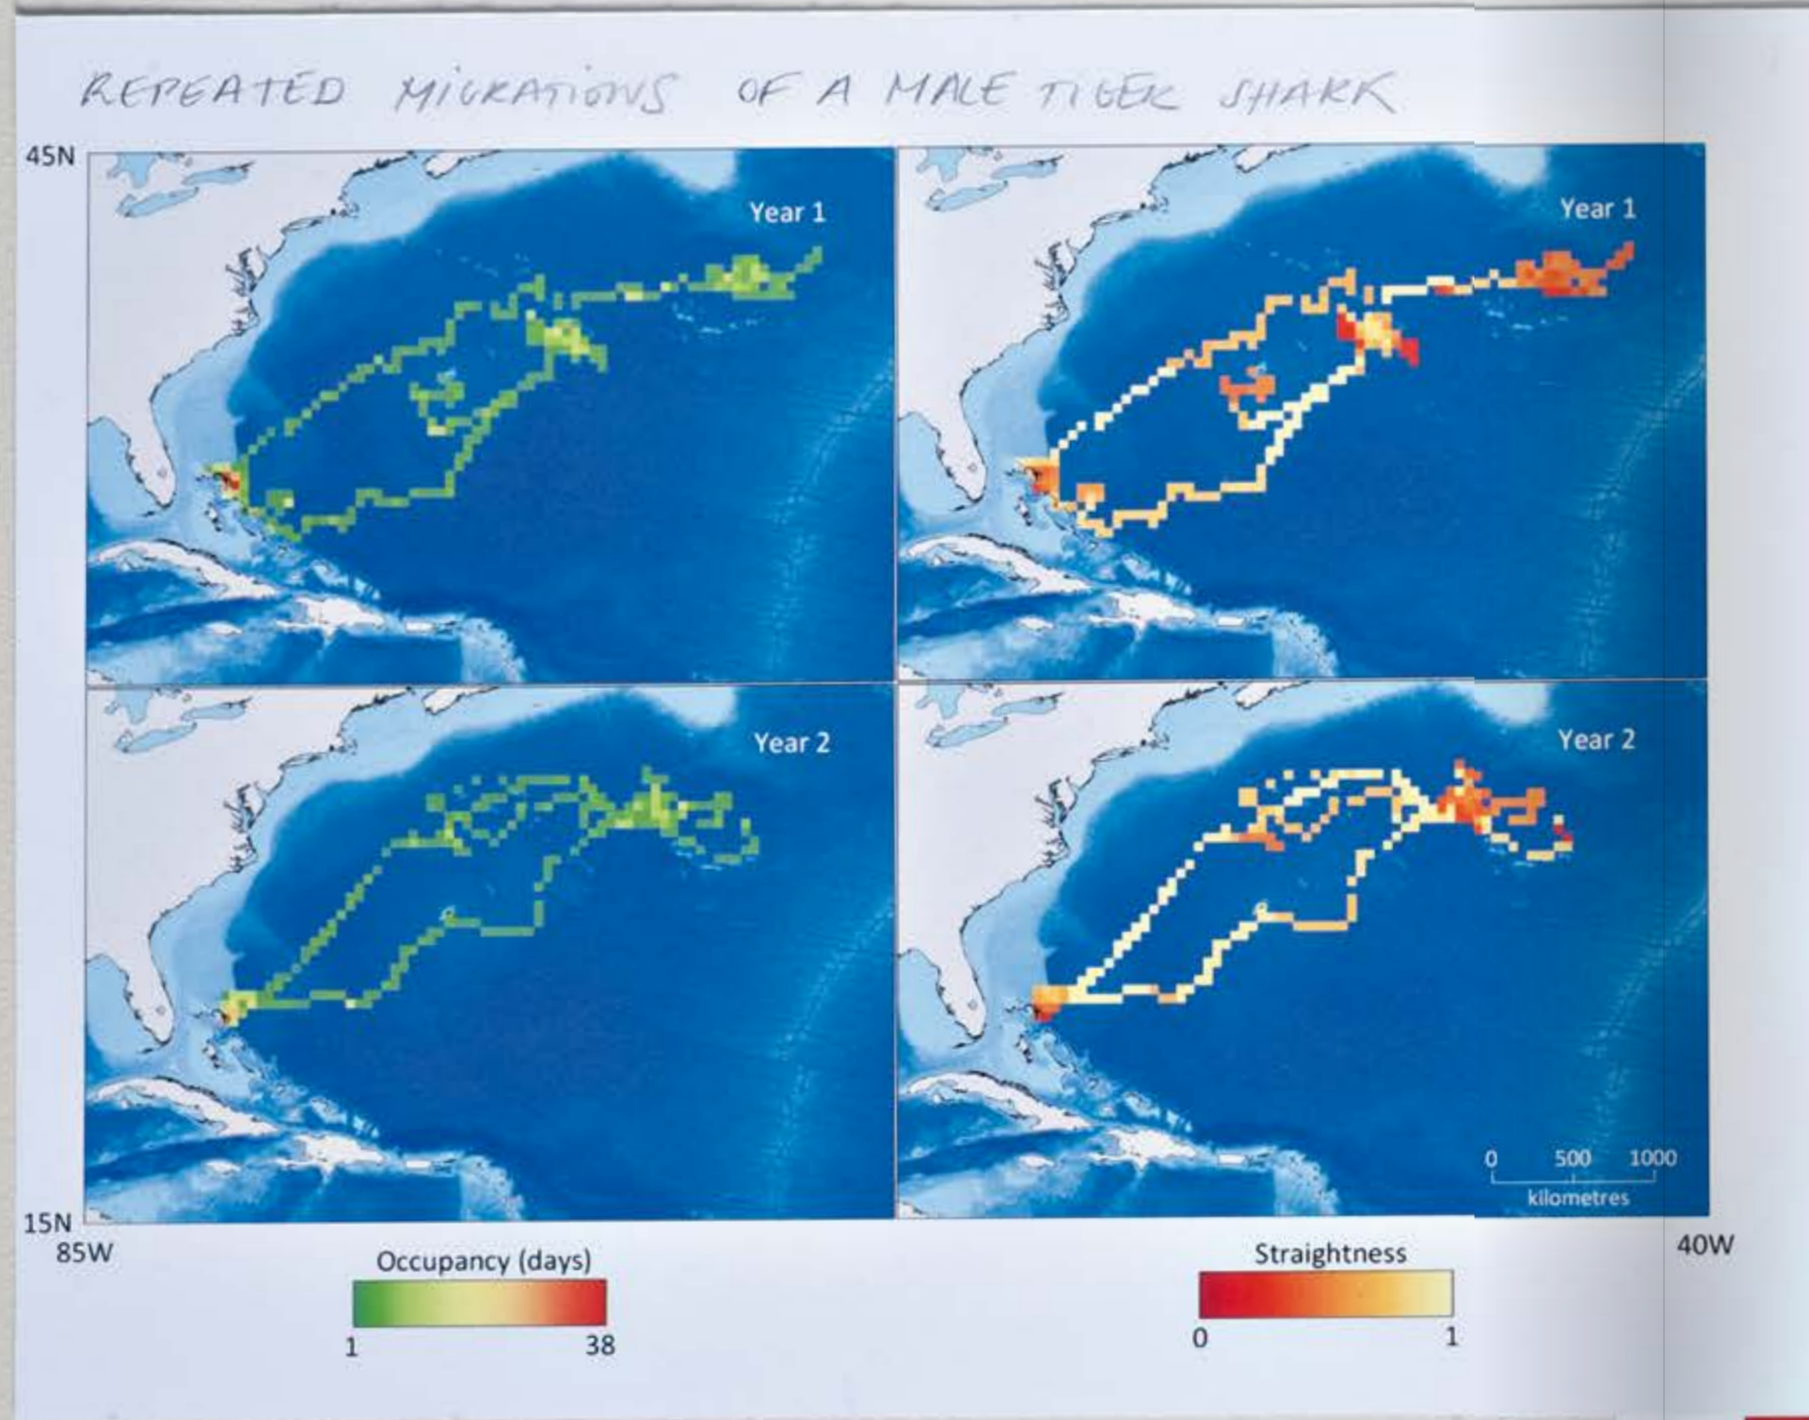 REPEATED MIGRATIONS OF A MALE TIGER SHARK
45N
Year 1
Year 1
Year 2
Year 2
0 500 1000
kilometres
15N
85W
40W
Occupancy (days)
1 38
Straightness
0 1